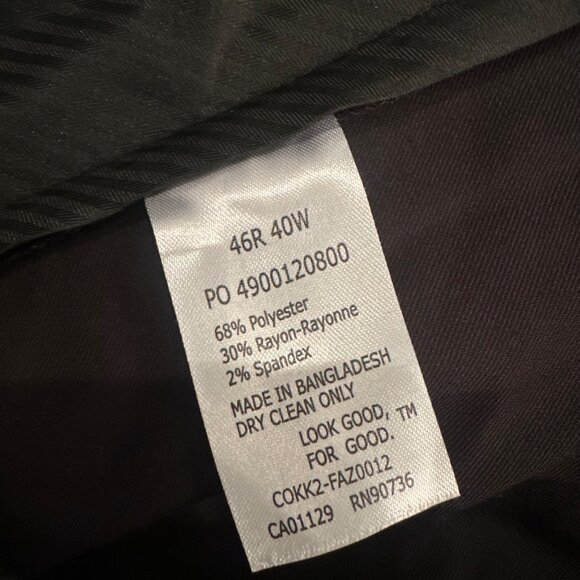 46R 40W
PO 4900120800
68% Polyester
30% Rayon-Rayonne
2% Spandex
MADE IN BANGLADESH
DRY CLEAN ONLY
LOOK GOOD,
FOR GOOD.™
COKK2-FAZ0012
CA01129 RN90736